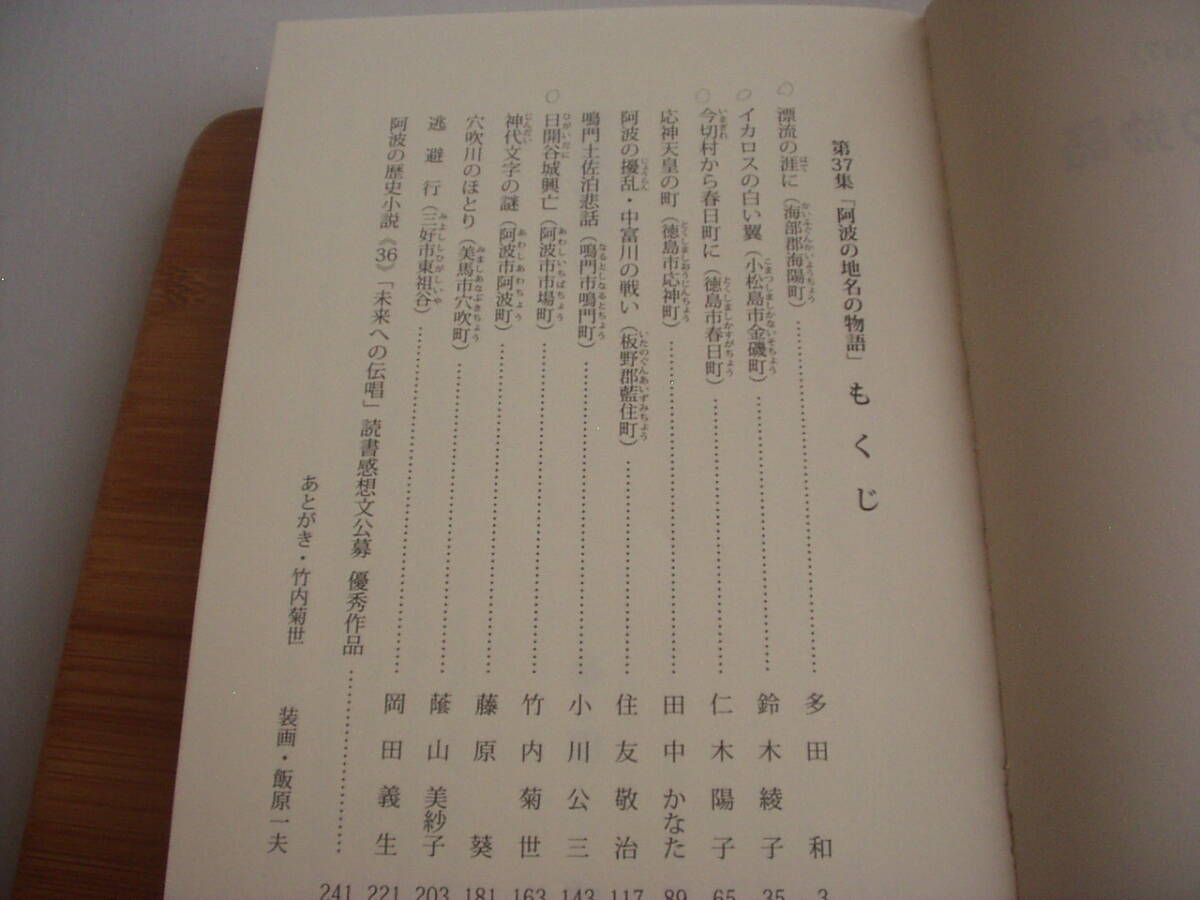 第37集「阿波の地名の物語」 もくじ
○漂流の涯に(海部郡海陽町)……多田 和 3
○イカロスの白い翼(小松島市金磯町)……鈴木綾子 35
○今切村から春日町に(徳島市春日町)……仁木陽子 65
応神天皇の町(徳島市応神町)……田中かなた 89
阿波の擾乱・中富川の戦い(板野郡藍住町)……住友敬治 117
鳴門土佐泊悲話(鳴門市鳴門町)……小川公三 143
○日開谷城興亡(阿波市市場町)……竹内菊世 163
神代文字の謎(阿波市阿波町)……藤原 葵 181
穴吹川のほとり(美馬市穴吹町)……蔭山美紗子 203
逃避行(三好市東祖谷)……岡田義生 221
阿波の歴史小説《36》「未来への伝唱」読書感想文公募 優秀作品……241
あとがき・竹内菊世 装画・飯原一夫